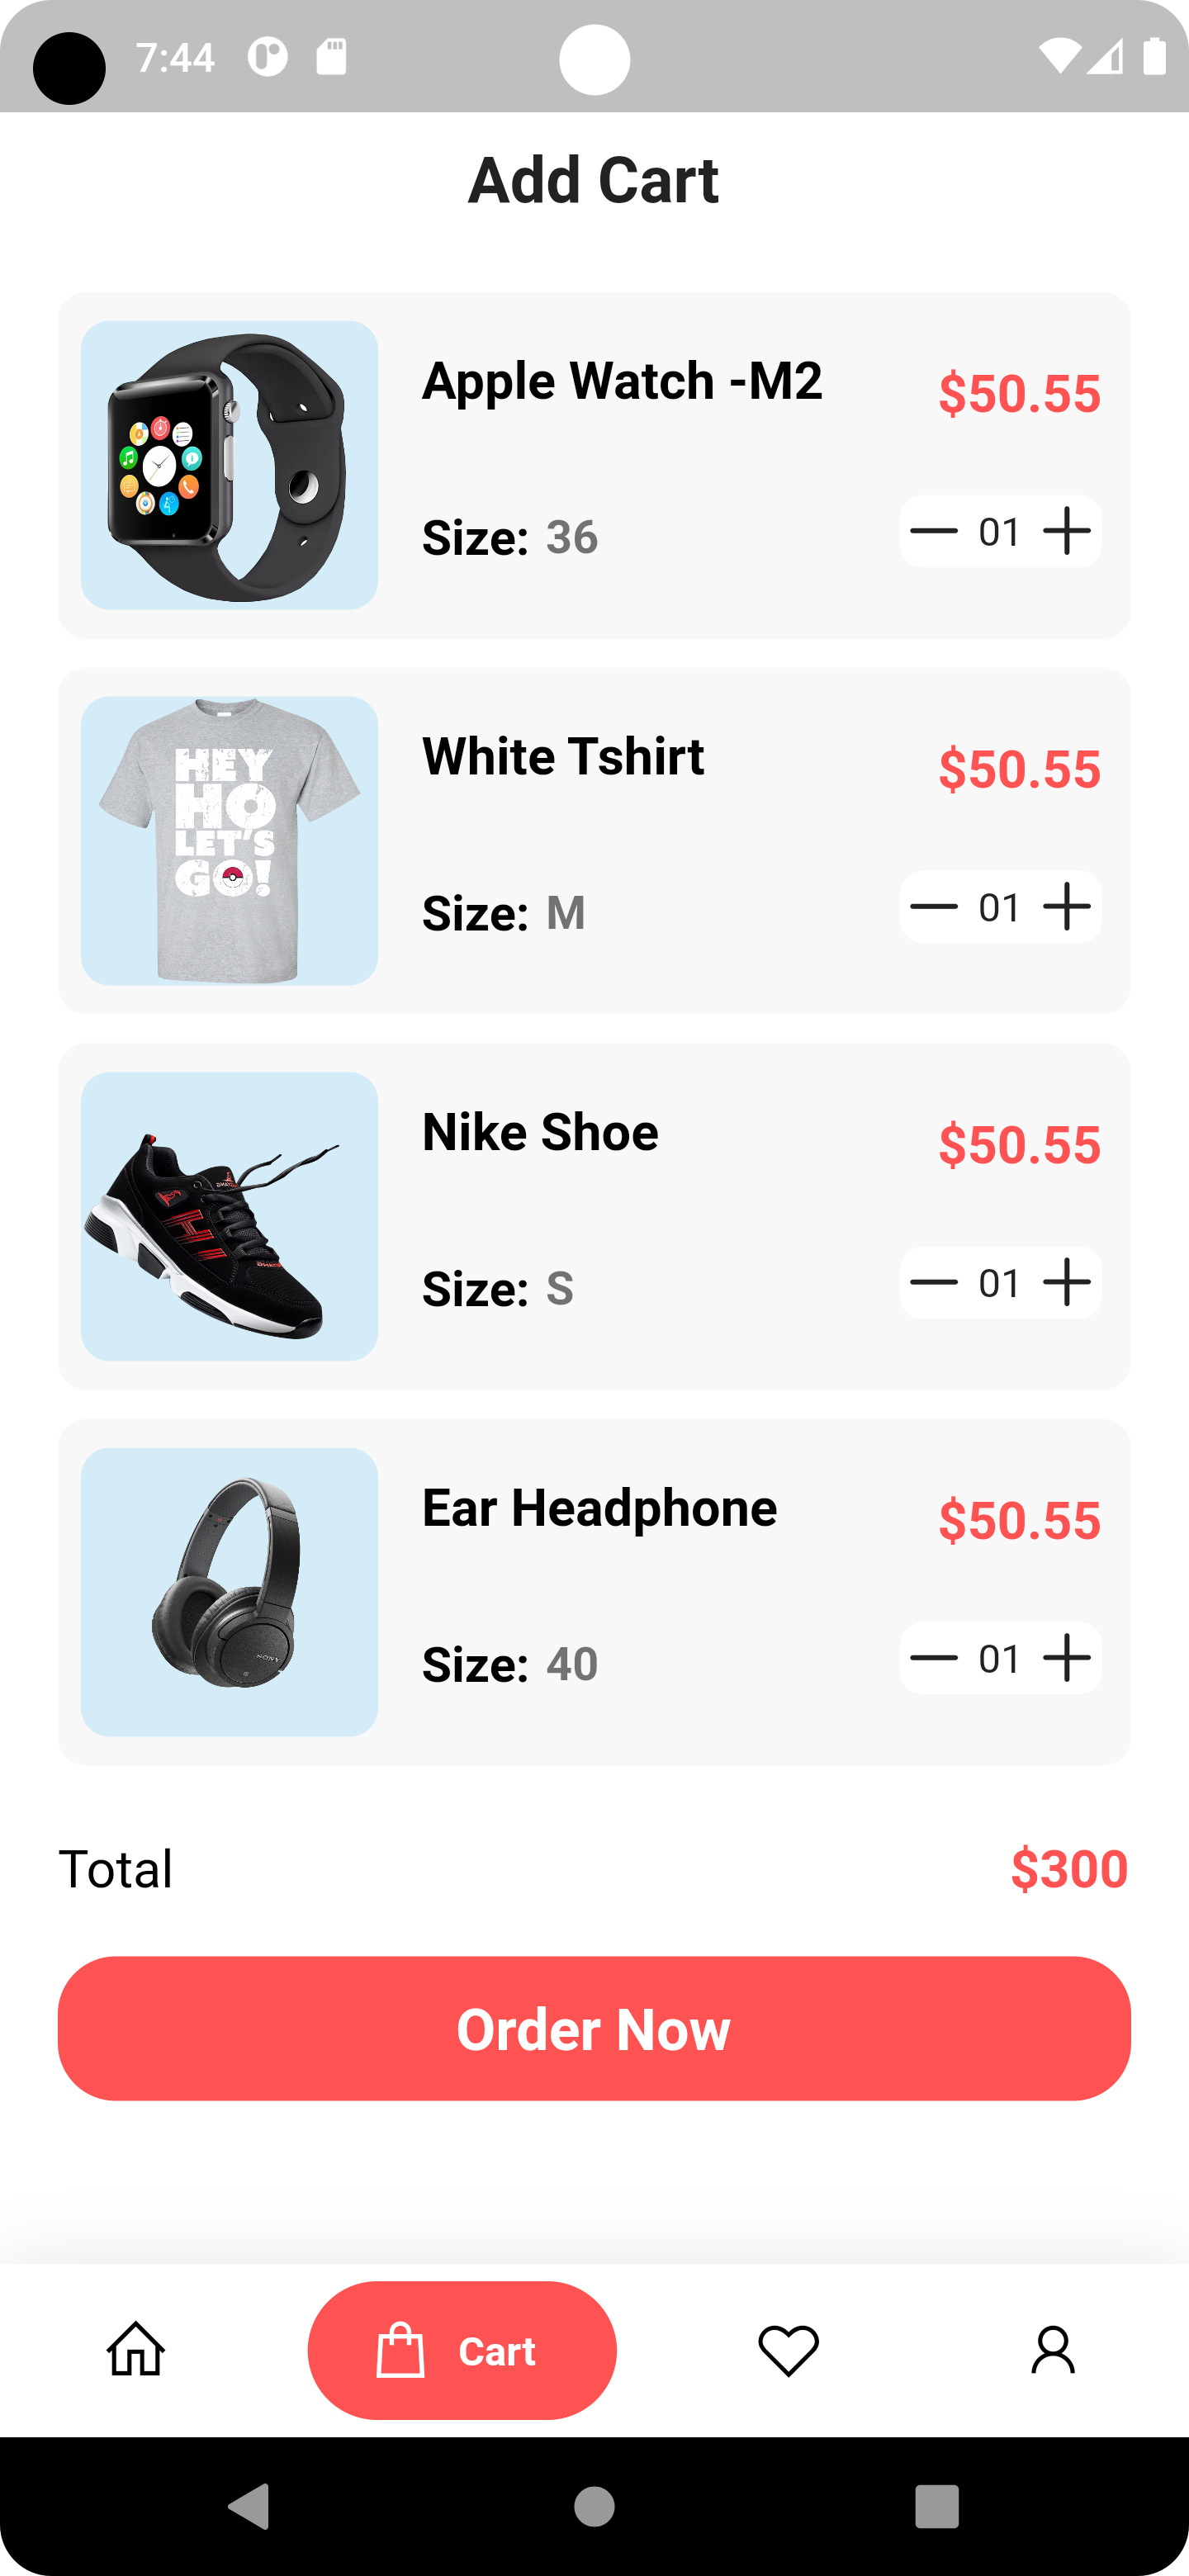 7:44
Add Cart
Apple Watch -M2
$50.55
Size: 36
01
HEY
HO
LET'S
GO!
White Tshirt
$50.55
Size: M
01
Nike Shoe
$50.55
Size: S
01
SONY
Ear Headphone
$50.55
Size: 40
01
Total
$300
Order Now
Cart